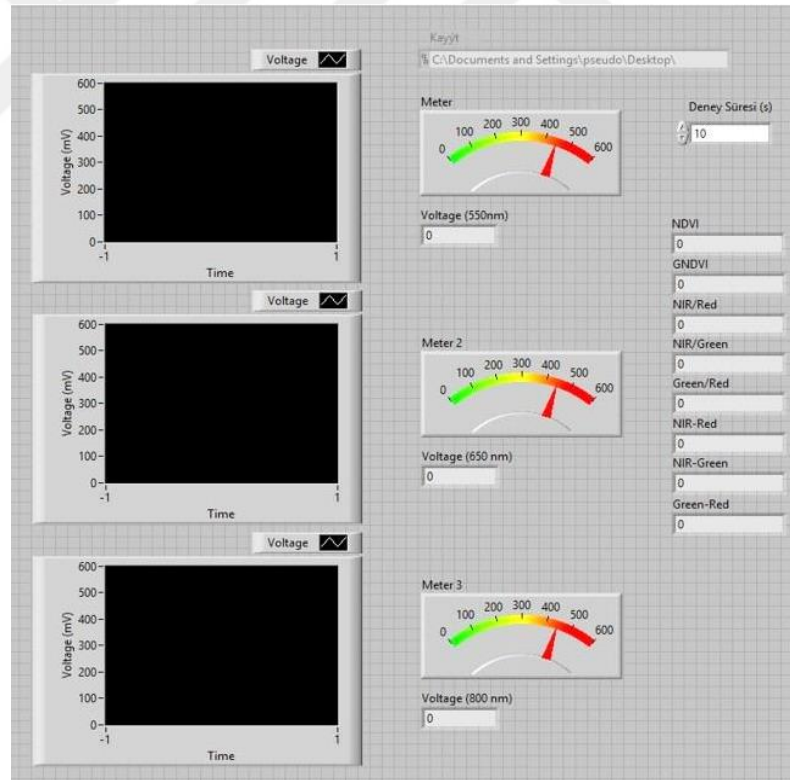 Kayýt
C:\Documents and Settings\pseudo\Desktop\
Voltage
600
500
400
300
200
100
0
Voltage (mV)
-1 1
Time
Meter
0 100 200 300 400 500 600
Voltage (550nm)
0
Deney Süresi (s)
10
Voltage
600
500
400
300
200
100
0
Voltage (mV)
-1 1
Time
Meter 2
0 100 200 300 400 500 600
Voltage (650 nm)
0
Voltage
600
500
400
300
200
100
0
Voltage (mV)
-1 1
Time
Meter 3
0 100 200 300 400 500 600
Voltage (800 nm)
0
NDVI
0
GNDVI
0
NIR/Red
0
NIR/Green
0
Green/Red
0
NIR-Red
0
NIR-Green
0
Green-Red
0